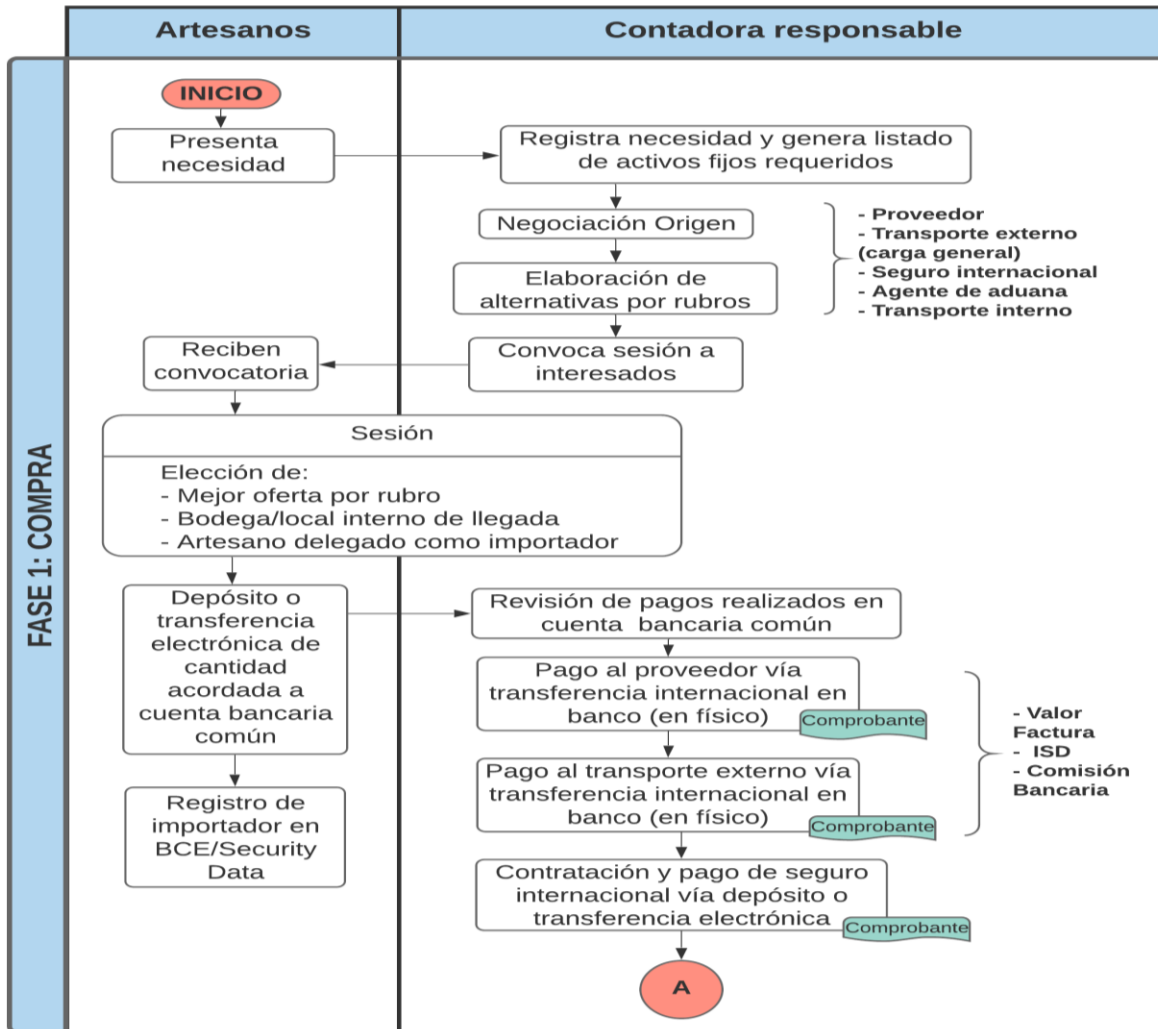 Artesanos
Contadora responsable
FASE 1: COMPRA
INICIO
Presenta
necesidad
Registra necesidad y genera listado
de activos fijos requeridos
Negociación Origen
Elaboración de
alternativas por rubros
- Proveedor
- Transporte externo
(carga general)
- Seguro internacional
- Agente de aduana
- Transporte interno
Convoca sesión a
interesados
Reciben
convocatoria
Sesión
Elección de:
- Mejor oferta por rubro
- Bodega/local interno de llegada
- Artesano delegado como importador
Depósito o
transferencia
electrónica de
cantidad
acordada a
cuenta bancaria
común
Registro de
importador en
BCE/Security
Data
Revisión de pagos realizados en
cuenta bancaria común
Pago al proveedor vía
transferencia internacional en
banco (en físico)
Comprobante
Pago al transporte externo vía
transferencia internacional en
banco (en físico)
Comprobante
- Valor
Factura
- ISD
- Comisión
Bancaria
Contratación y pago de seguro
internacional vía depósito o
transferencia electrónica
Comprobante
A